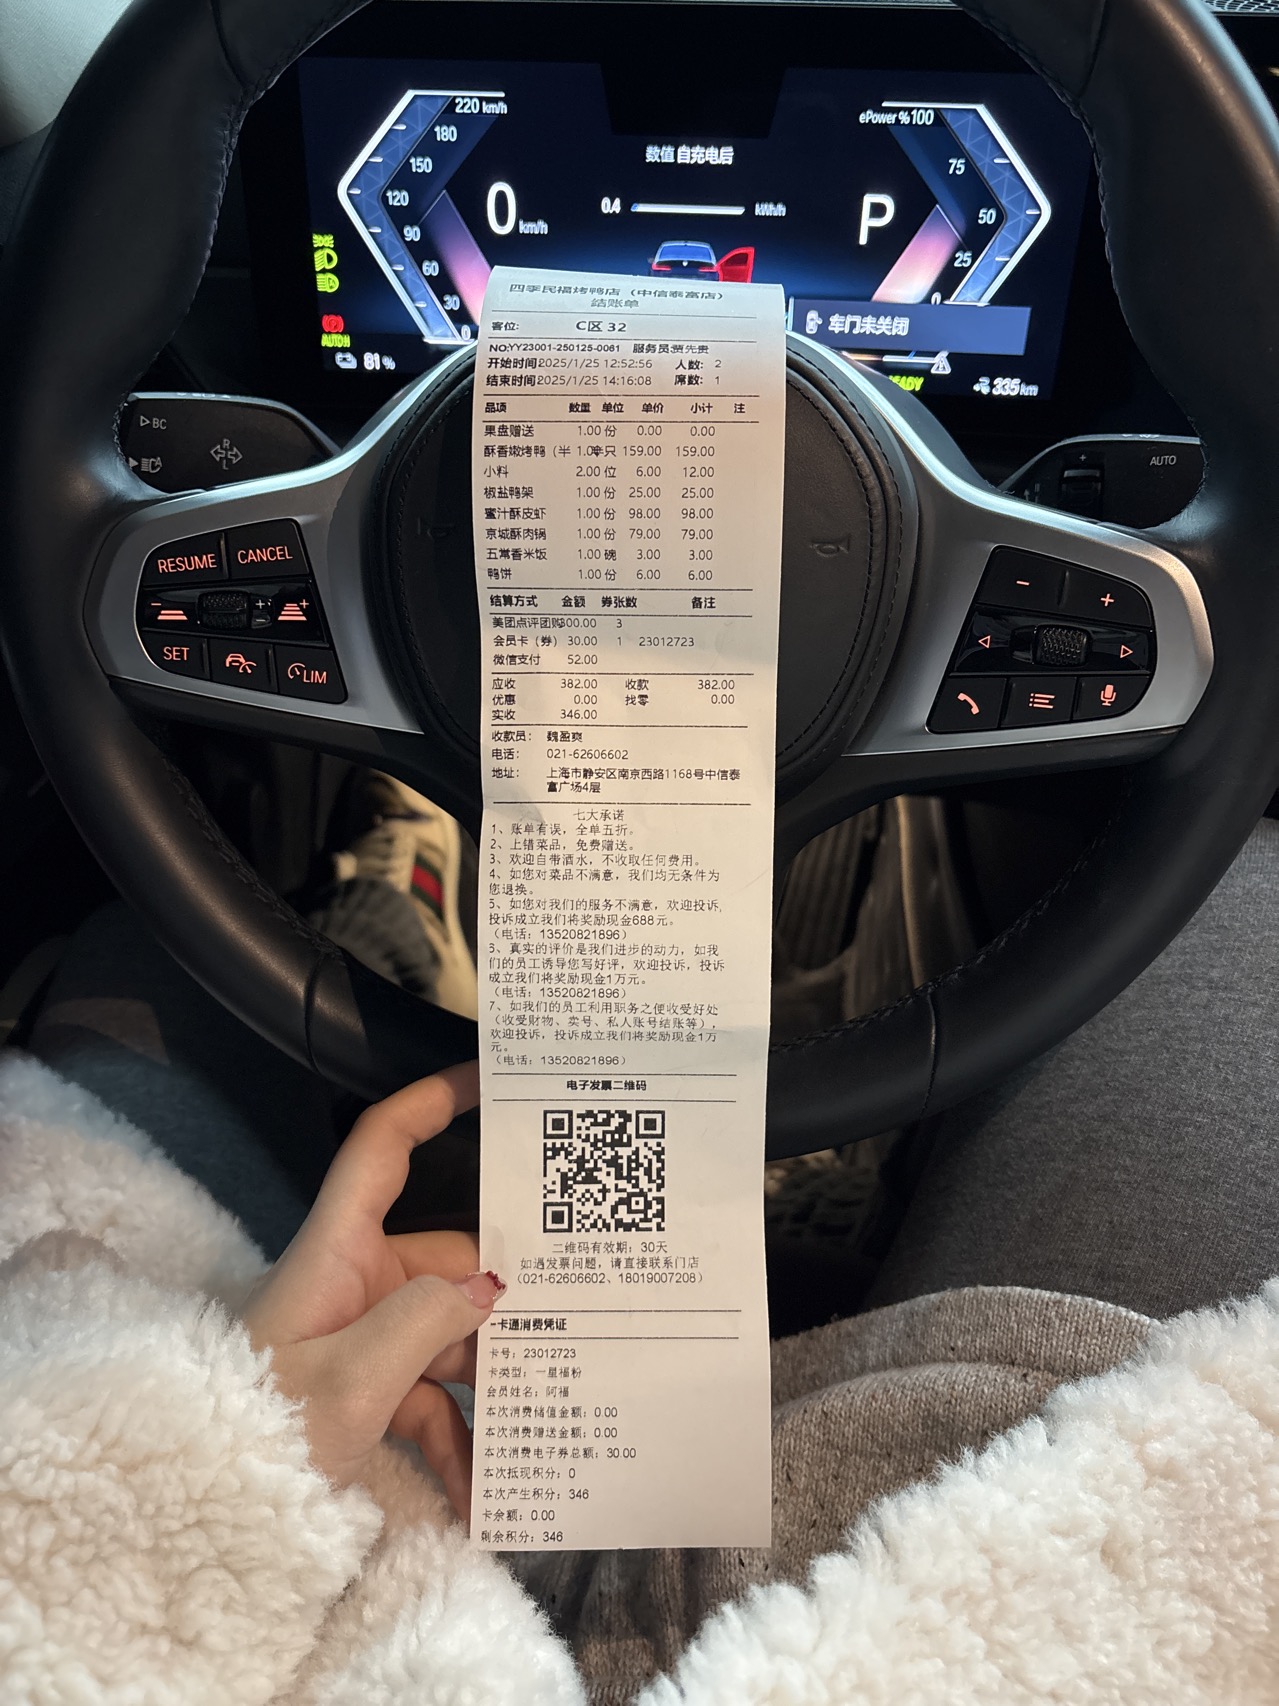 220 km/h
180
150
120
90
60
30
0
0 km/h
数值 自充电后
0.4 kWh/h
ePower % 100
75
50
25
0
P
车门未关闭
AUTO H
81 %
READY
335 km
BC
R
L
AUTO
RESUME
CANCEL
SET
LIM
四季民福烤鸭店（中信泰富店）
结账单
客位： C区 32
NO:YY23001-250125-0061 服务员:贾先贵
开始时间:2025/1/25 12:52:56 人数： 2
结束时间:2025/1/25 14:16:08 席数： 1
品项 数量 单位 单价 小计 注
果盘赠送 1.00 份 0.00 0.00
酥香嫩烤鸭（半 1.00 半只 159.00 159.00
小料 2.00 位 6.00 12.00
椒盐鸭架 1.00 份 25.00 25.00
蜜汁酥皮虾 1.00 份 98.00 98.00
京城酥肉锅 1.00 份 79.00 79.00
五常香米饭 1.00 碗 3.00 3.00
鸭饼 1.00 份 6.00 6.00
结算方式 金额 券张数 备注
美团点评团购 300.00 3
会员卡（券） 30.00 1 23012723
微信支付 52.00
应收 382.00 收款 382.00
优惠 0.00 找零 0.00
实收 346.00
收款员： 魏盈爽
电话： 021-62606602
地址： 上海市静安区南京西路1168号中信泰
富广场4层
七大承诺
1、账单有误，全单五折。
2、上错菜品，免费赠送。
3、欢迎自带酒水，不收取任何费用。
4、如您对菜品不满意，我们均无条件为
您退换。
5、如您对我们的服务不满意，欢迎投诉，
投诉成立我们将奖励现金688元。
（电话：13520821896）
6、真实的评价是我们进步的动力，如我
们的员工诱导您写好评，欢迎投诉，投诉
成立我们将奖励现金1万元。
（电话：13520821896）
7、如我们的员工利用职务之便收受好处
（收受财物、卖号、私人账号结账等），
欢迎投诉，投诉成立我们将奖励现金1万
元。
（电话：13520821896）
电子发票二维码
二维码有效期：30天
如遇发票问题，请直接联系门店
（021-62606602、18019007208）
一卡通消费凭证
卡号：23012723
卡类型：一星福粉
会员姓名：阿福
本次消费储值金额：0.00
本次消费赠送金额：0.00
本次消费电子券总额：30.00
本次抵现积分：0
本次产生积分：346
卡余额：0.00
剩余积分：346